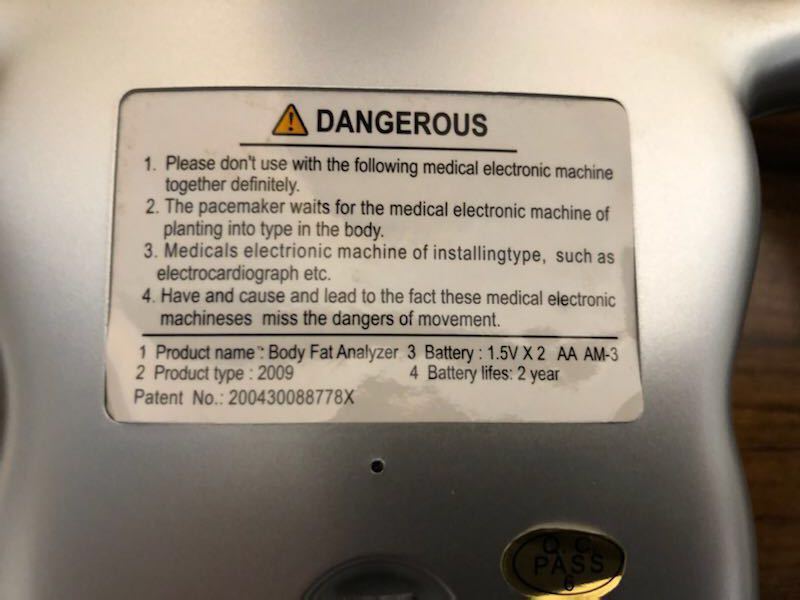 DANGEROUS
1. Please don't use with the following medical electronic machine
together definitely.
2. The pacemaker waits for the medical electronic machine of
planting into type in the body.
3. Medicals electrionic machine of installingtype, such as
electrocardiograph etc.
4. Have and cause and lead to the fact these medical electronic
machineses miss the dangers of movement.
1 Product name : Body Fat Analyzer 3 Battery : 1.5V X 2 AA AM-3
2 Product type : 2009 4 Battery lifes: 2 year
Patent No.: 200430088778X
Q.C.
PASS
6